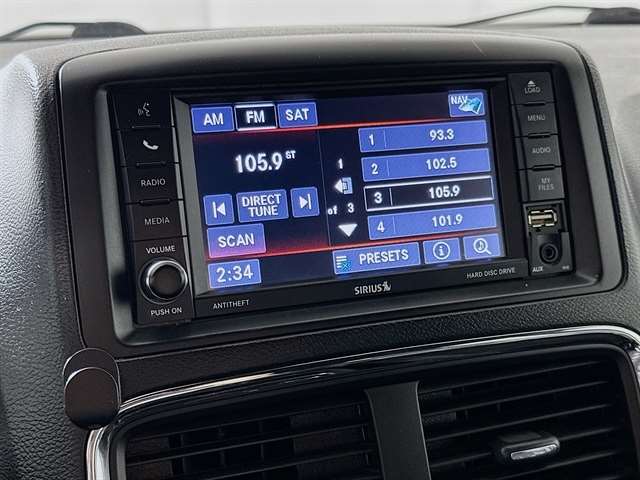 AM FM SAT
NAV
LOAD
MENU
AUDIO
MY
FILES
AUX
RADIO
MEDIA
VOLUME
PUSH ON
105.9 ST
DIRECT
TUNE
SCAN
2:34
1
of 3
1 93.3
2 102.5
3 105.9
4 101.9
PRESETS
i
ANTITHEFT
SIRIUS
HARD DISC DRIVE